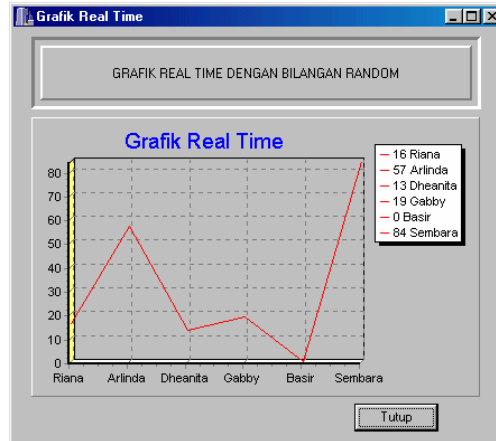 Grafik Real Time
GRAFIK REAL TIME DENGAN BILANGAN RANDOM
Grafik Real Time
80
70
60
50
40
30
20
10
0
Riana Arlinda Dheanita Gabby Basir Sembara
16 Riana
57 Arlinda
13 Dheanita
19 Gabby
0 Basir
84 Sembara
Tutup